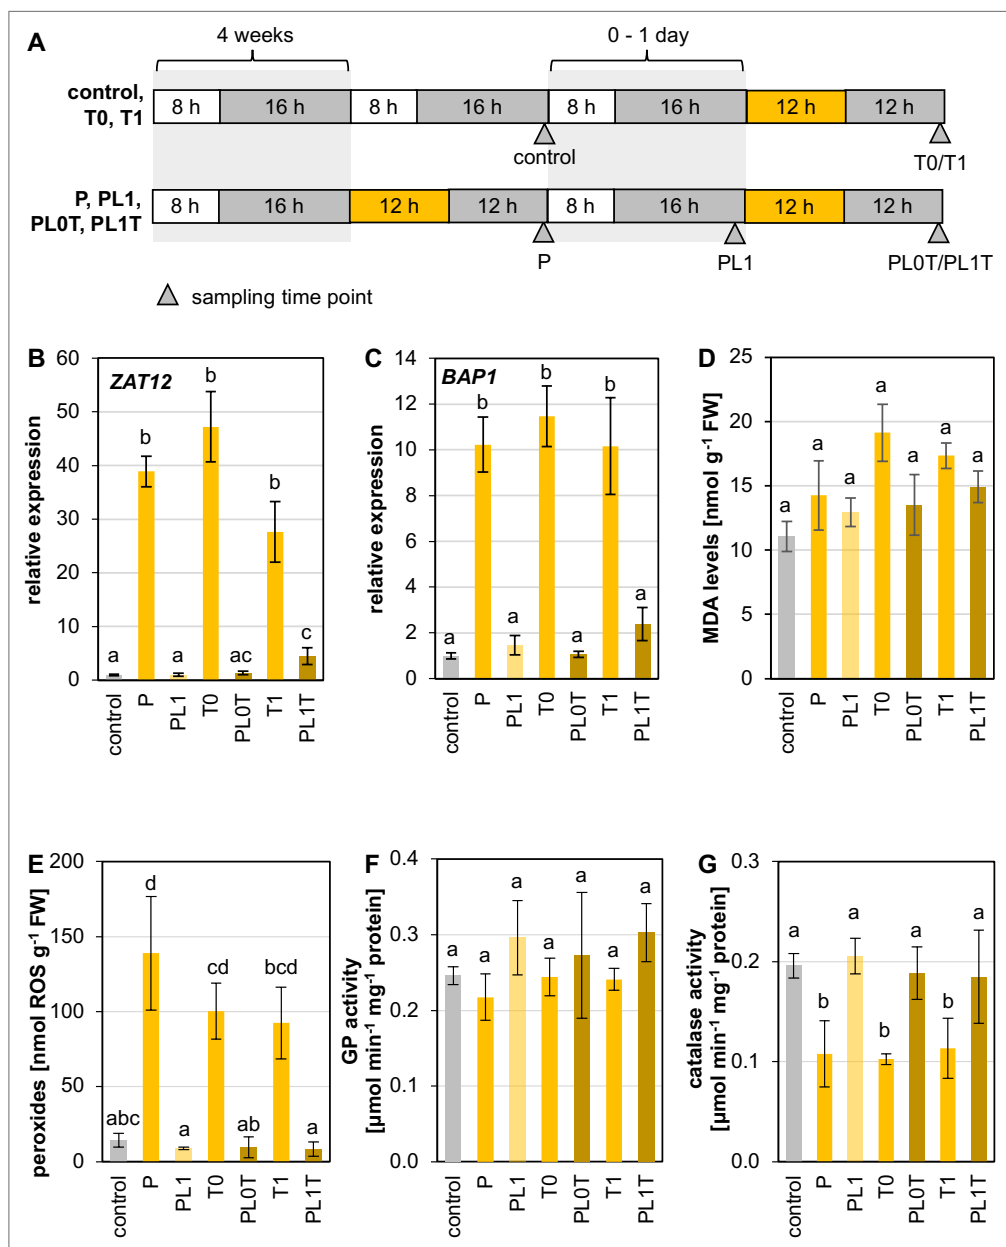 A
4 weeks
0 - 1 day
control,
T0, T1
8 h
16 h
8 h
16 h
8 h
16 h
12 h
12 h
control
T0/T1
P, PL1,
PL0T, PL1T
8 h
16 h
12 h
12 h
8 h
16 h
12 h
12 h
P
PL1
PL0T/PL1T
sampling time point
B
ZAT12
relative expression
60
50
40
30
20
10
0
a
b
a
b
ac
b
c
control
P
PL1
T0
PL0T
T1
PL1T
C
BAP1
relative expression
14
12
10
8
6
4
2
0
a
b
a
b
a
b
a
control
P
PL1
T0
PL0T
T1
PL1T
D
MDA levels [nmol g⁻¹ FW]
25
20
15
10
5
0
a
a
a
a
a
a
a
control
P
PL1
T0
PL0T
T1
PL1T
E
peroxides [nmol ROS g⁻¹ FW]
200
150
100
50
0
abc
d
a
cd
ab
bcd
a
control
P
PL1
T0
PL0T
T1
PL1T
F
GP activity
[µmol min⁻¹ mg⁻¹ protein]
0.4
0.3
0.2
0.1
0.0
a
a
a
a
a
a
a
control
P
PL1
T0
PL0T
T1
PL1T
G
catalase activity
[µmol min⁻¹ mg⁻¹ protein]
0.3
0.2
0.1
0.0
a
b
a
b
a
b
a
control
P
PL1
T0
PL0T
T1
PL1T